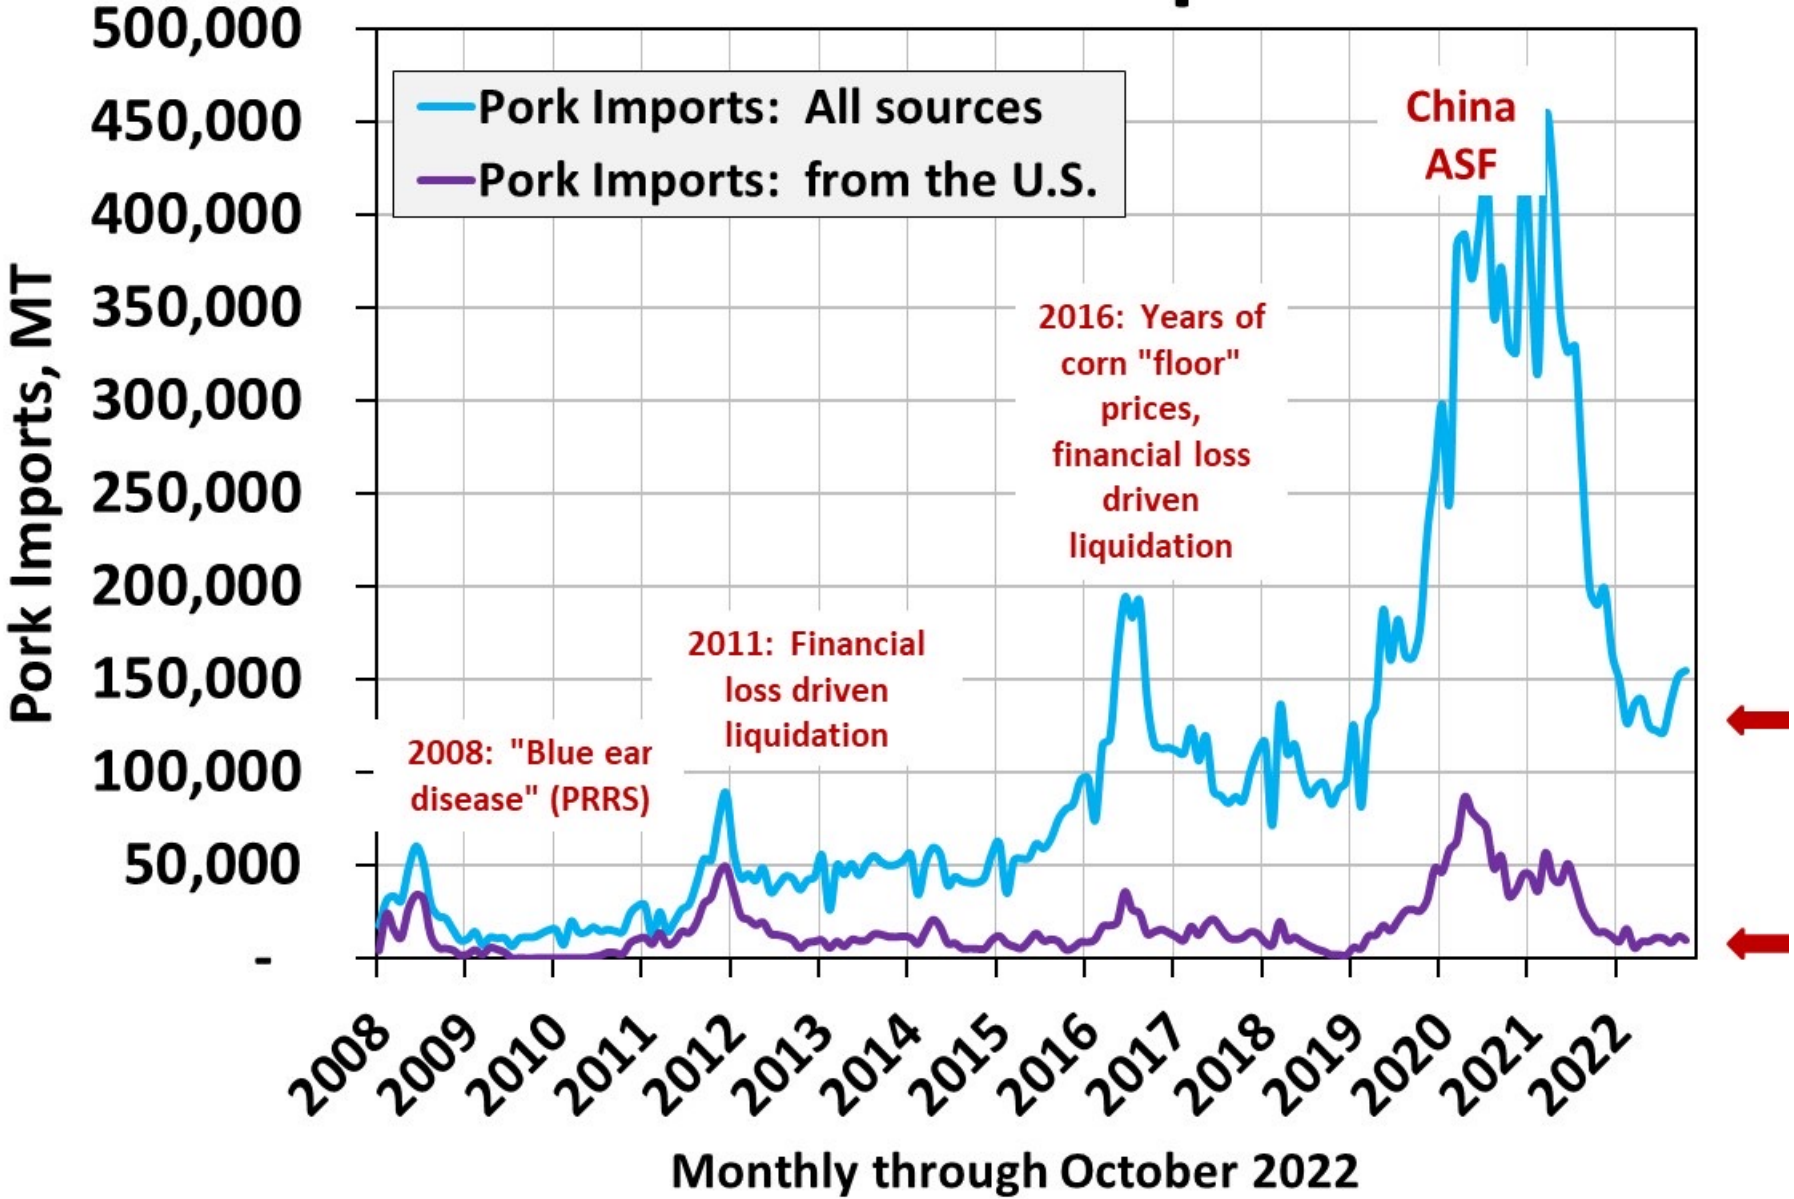 500,000
450,000
400,000
350,000
300,000
250,000
200,000
150,000
100,000
50,000
-
Pork Imports, MT
Pork Imports: All sources
Pork Imports: from the U.S.
2008: "Blue ear
disease" (PRRS)
2011: Financial
loss driven
liquidation
2016: Years of
corn "floor"
prices,
financial loss
driven
liquidation
China
ASF
2008
2009
2010
2011
2012
2013
2014
2015
2016
2017
2018
2019
2020
2021
2022
Monthly through October 2022